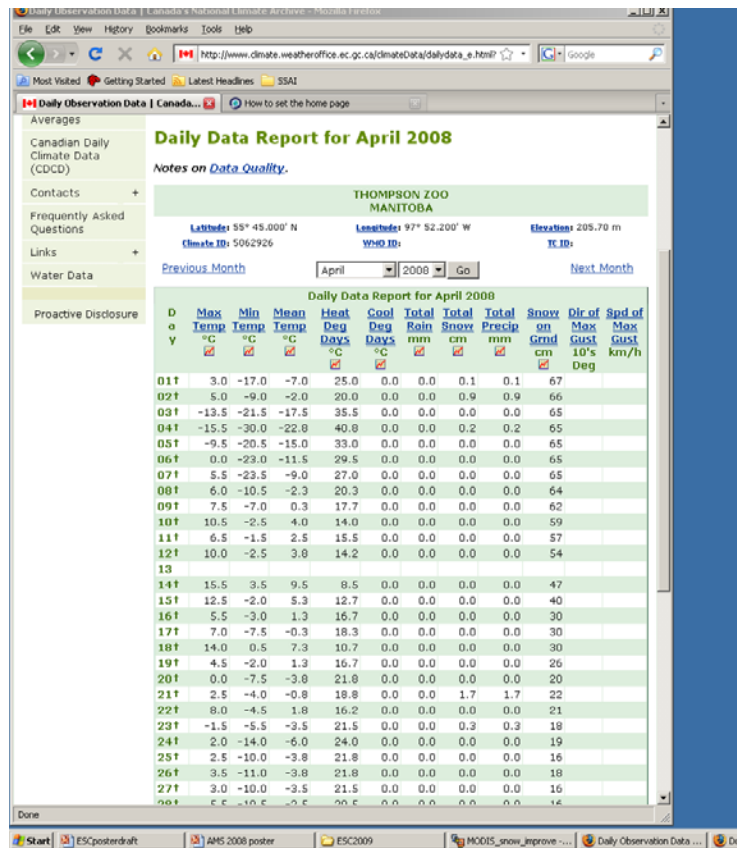 Daily Observation Data | Canada's National Climate Archive - Mozilla Firefox
File Edit View History Bookmarks Tools Help
http://www.climate.weatheroffice.ec.gc.ca/climateData/dailydata_e.html? Google
Most Visited Getting Started Latest Headlines SSAI
Daily Observation Data | Canada... How to set the home page
Averages
Canadian Daily
Climate Data
(CDCD)
Contacts +
Frequently Asked
Questions
Links +
Water Data
Proactive Disclosure
Daily Data Report for April 2008
Notes on Data Quality.
THOMPSON ZOO
MANITOBA
Latitude: 55° 45.000' N Longitude: 97° 52.200' W Elevation: 205.70 m
Climate ID: 5062926 WMO ID: TC ID:
Previous Month April 2008 Go Next Month
Daily Data Report for April 2008
D Max Min Mean Heat Cool Total Total Total Snow Dir of Spd of
a Temp Temp Temp Deg Deg Rain Snow Precip on Max Max
y °C °C °C Days Days mm cm mm Grnd Gust Gust
°C °C cm 10's km/h
Deg
01† 3.0 -17.0 -7.0 25.0 0.0 0.0 0.1 0.1 67
02† 5.0 -9.0 -2.0 20.0 0.0 0.0 0.9 0.9 66
03† -13.5 -21.5 -17.5 35.5 0.0 0.0 0.0 0.0 65
04† -15.5 -30.0 -22.8 40.8 0.0 0.0 0.2 0.2 65
05† -9.5 -20.5 -15.0 33.0 0.0 0.0 0.0 0.0 65
06† 0.0 -23.0 -11.5 29.5 0.0 0.0 0.0 0.0 65
07† 5.5 -23.5 -9.0 27.0 0.0 0.0 0.0 0.0 65
08† 6.0 -10.5 -2.3 20.3 0.0 0.0 0.0 0.0 64
09† 7.5 -7.0 0.3 17.7 0.0 0.0 0.0 0.0 62
10† 10.5 -2.5 4.0 14.0 0.0 0.0 0.0 0.0 59
11† 6.5 -1.5 2.5 15.5 0.0 0.0 0.0 0.0 57
12† 10.0 -2.5 3.8 14.2 0.0 0.0 0.0 0.0 54
13
14† 15.5 3.5 9.5 8.5 0.0 0.0 0.0 0.0 47
15† 12.5 -2.0 5.3 12.7 0.0 0.0 0.0 0.0 40
16† 5.5 -3.0 1.3 16.7 0.0 0.0 0.0 0.0 30
17† 7.0 -7.5 -0.3 18.3 0.0 0.0 0.0 0.0 30
18† 14.0 0.5 7.3 10.7 0.0 0.0 0.0 0.0 30
19† 4.5 -2.0 1.3 16.7 0.0 0.0 0.0 0.0 26
20† 0.0 -7.5 -3.8 21.8 0.0 0.0 0.0 0.0 20
21† 2.5 -4.0 -0.8 18.8 0.0 0.0 1.7 1.7 22
22† 8.0 -4.5 1.8 16.2 0.0 0.0 0.0 0.0 21
23† -1.5 -5.5 -3.5 21.5 0.0 0.0 0.3 0.3 18
24† 2.0 -14.0 -6.0 24.0 0.0 0.0 0.0 0.0 19
25† 2.5 -10.0 -3.8 21.8 0.0 0.0 0.0 0.0 16
26† 3.5 -11.0 -3.8 21.8 0.0 0.0 0.0 0.0 18
27† 3.0 -10.0 -3.5 21.5 0.0 0.0 0.0 0.0 16
28† 5.5 -10.5 -2.5 20.5 0.0 0.0 0.0 0.0 16
Done
Start ESCposterdraft AMS 2008 poster ESC2009 MODIS_snow_improve -... Daily Observation Data ...